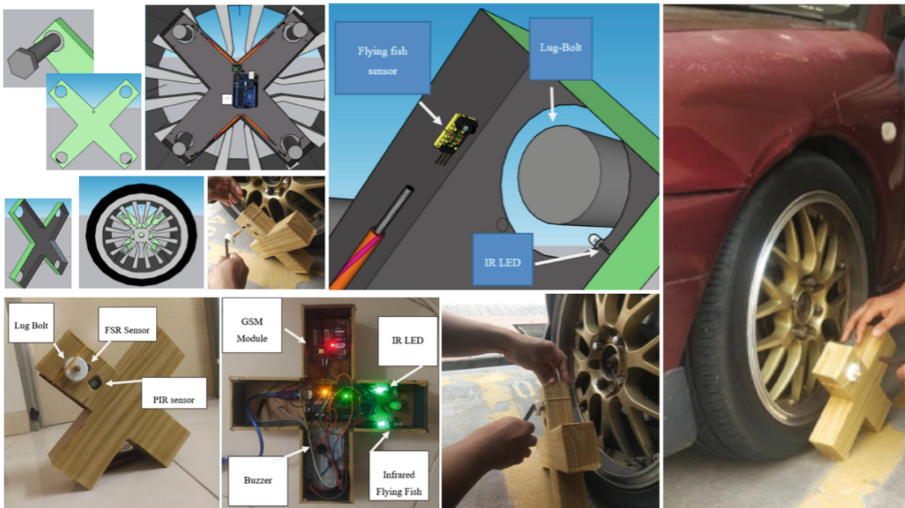 Flying fish
sensor
Lug-Bolt
IR LED
Lug Bolt
FSR Sensor
PIR sensor
GSM
Module
IR LED
Buzzer
Infrared
Flying Fish